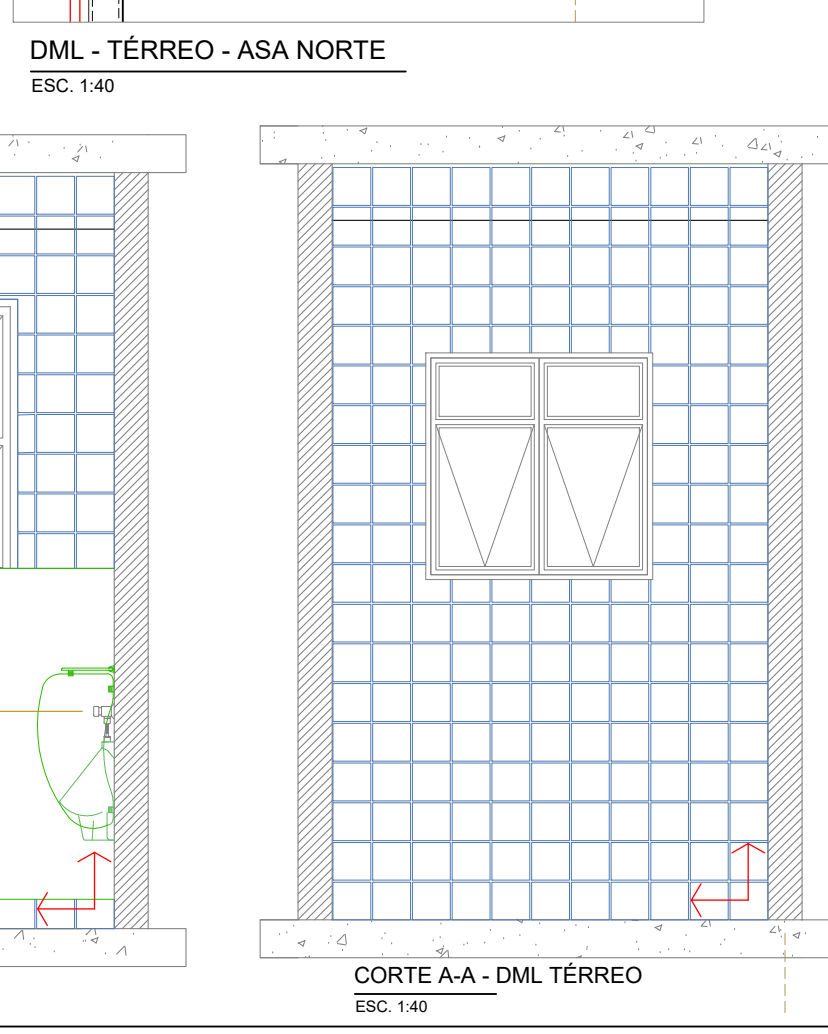 DML - TÉRREO - ASA NORTE
ESC. 1:40
CORTE A-A - DML TÉRREO
ESC. 1:40